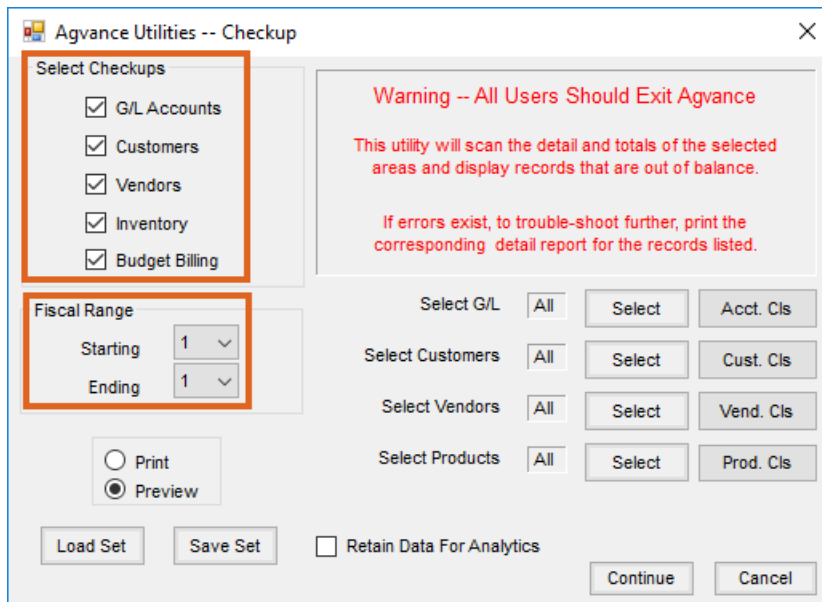 Agvance Utilities -- Checkup
Select Checkups
G/L Accounts
Customers
Vendors
Inventory
Budget Billing
Warning -- All Users Should Exit Agvance
This utility will scan the detail and totals of the selected
areas and display records that are out of balance.
If errors exist, to trouble-shoot further, print the
corresponding detail report for the records listed.
Fiscal Range
Starting 1
Ending 1
Select G/L All Select Acct. Cls
Select Customers All Select Cust. Cls
Select Vendors All Select Vend. Cls
Select Products All Select Prod. Cls
Print
Preview
Load Set Save Set Retain Data For Analytics
Continue Cancel